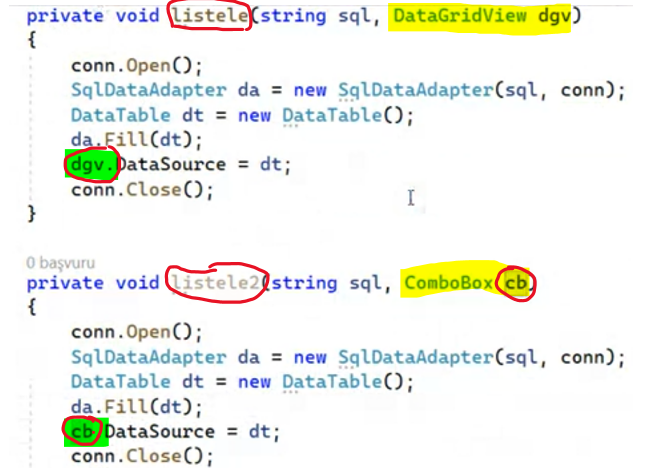 private void listele(string sql, DataGridView dgv)
{
conn.Open();
SqlDataAdapter da = new SqlDataAdapter(sql, conn);
DataTable dt = new DataTable();
da.Fill(dt);
dgv.DataSource = dt;
conn.Close();
}
0 başvuru
private void listele2(string sql, ComboBox cb)
{
conn.Open();
SqlDataAdapter da = new SqlDataAdapter(sql, conn);
DataTable dt = new DataTable();
da.Fill(dt);
cb.DataSource = dt;
conn.Close();